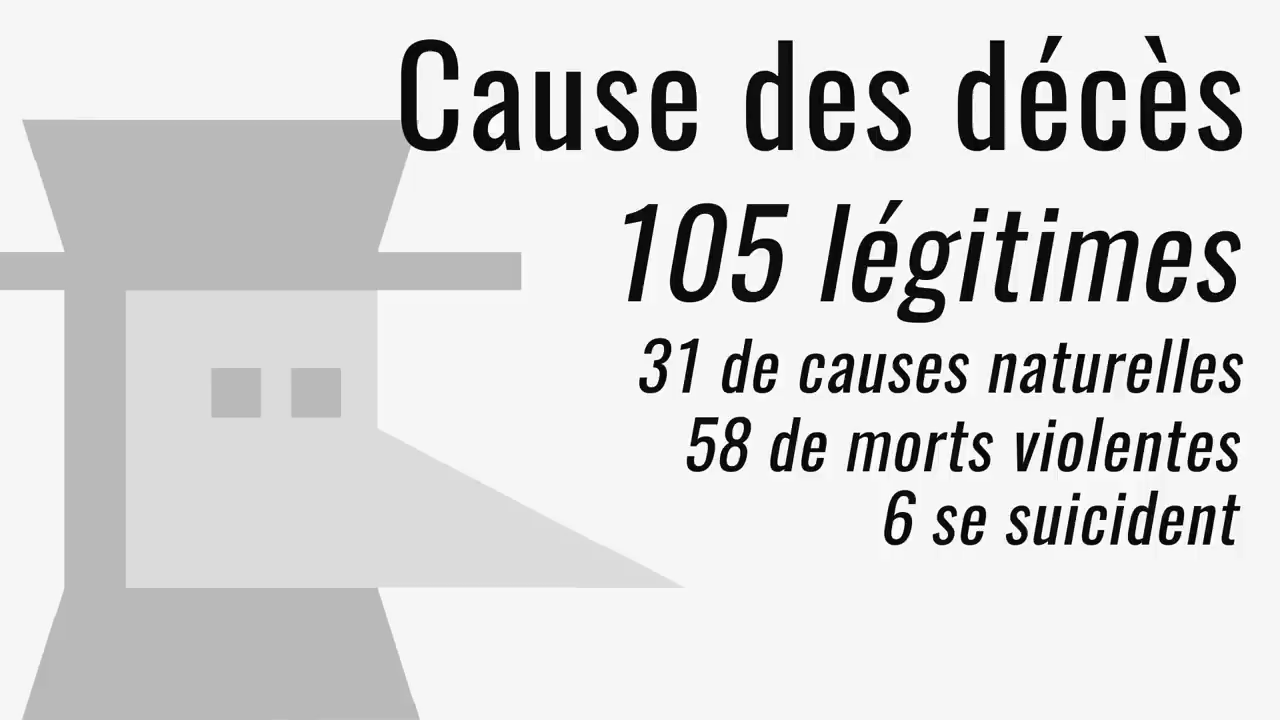 Cause des décès
105 légitimes
31 de causes naturelles
58 de morts violentes
6 se suicident